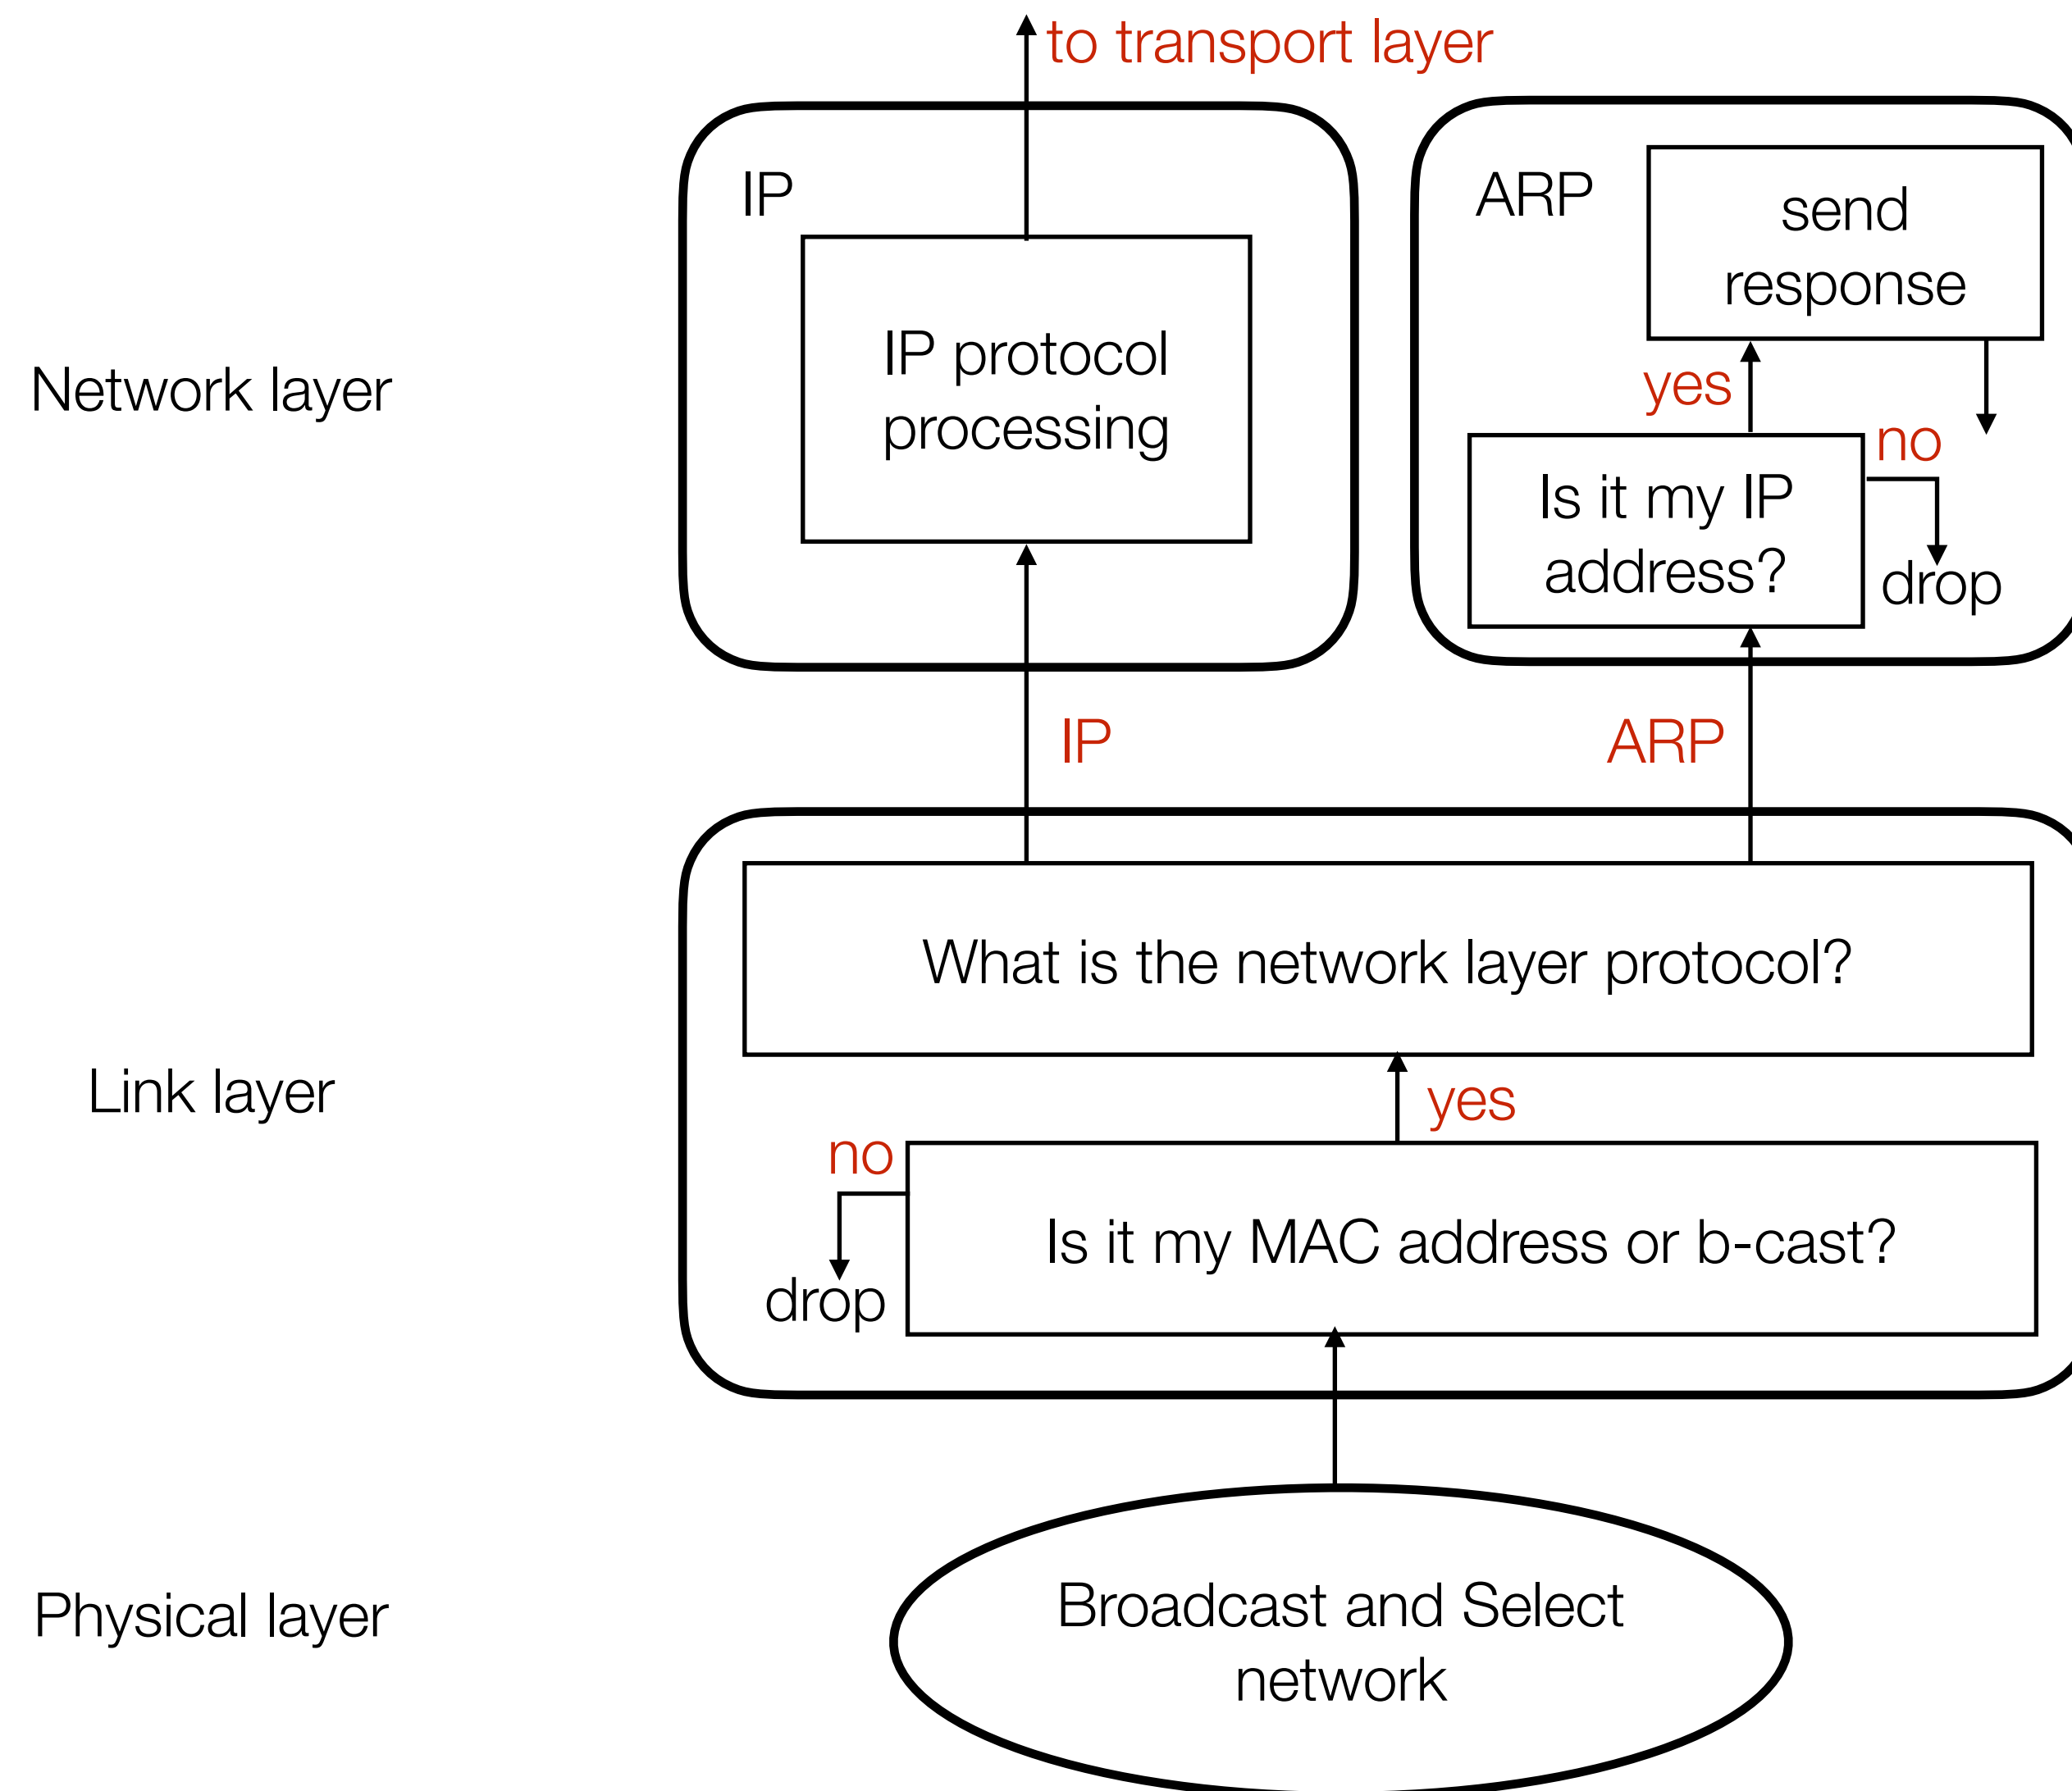 to transport layer
IP
ARP
send
response
IP protocol
processing
Network layer
yes
no
Is it my IP
address?
drop
IP
ARP
What is the network layer protocol?
Link layer
yes
no
Is it my MAC address or b-cast?
drop
Broadcast and Select
network
Physical layer